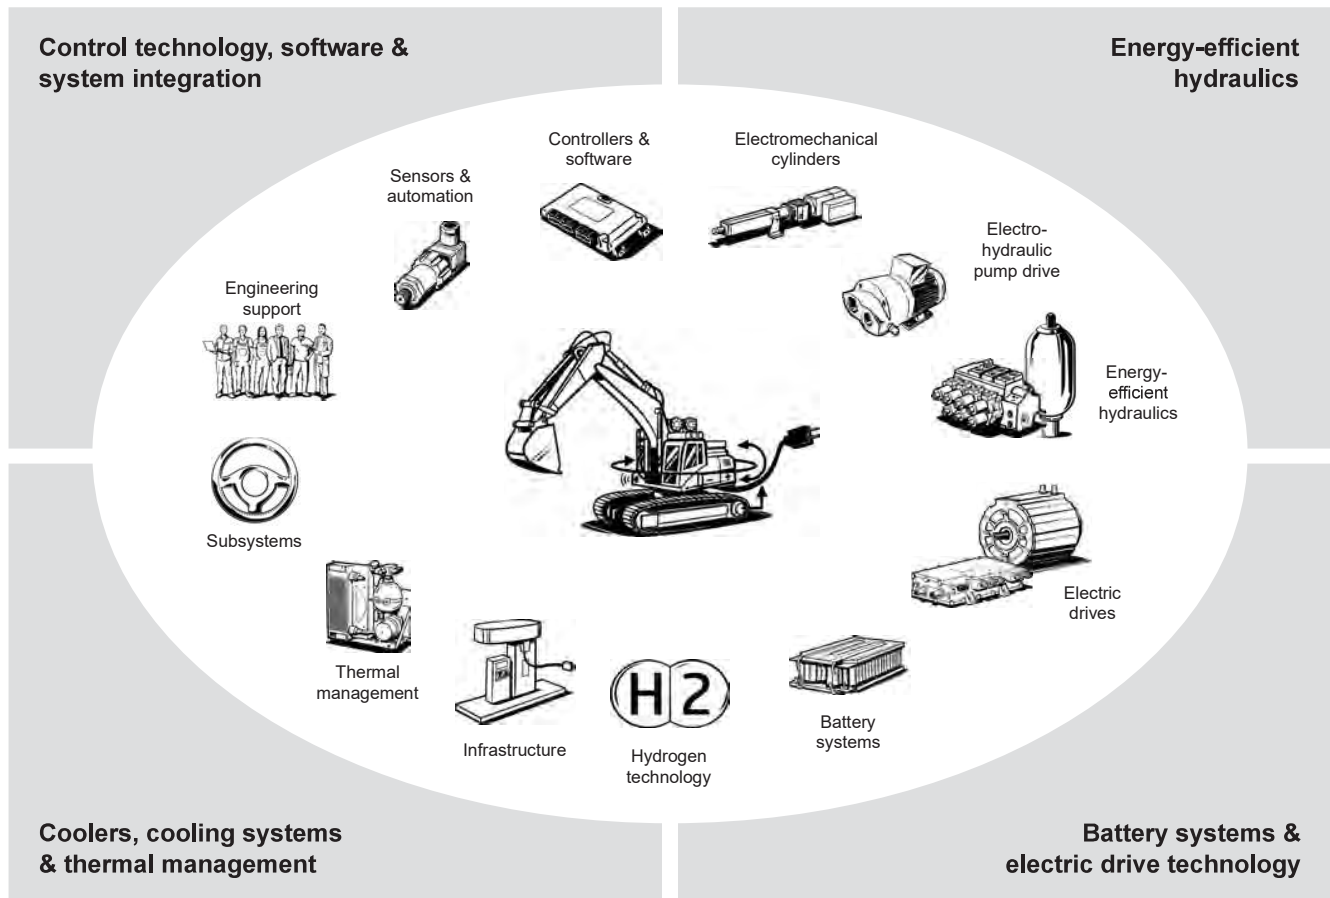 Control technology, software &
system integration
Energy-efficient
hydraulics
Controllers &
software
Electromechanical
cylinders
Sensors &
automation
Electro-
hydraulic
pump drive
Engineering
support
Energy-
efficient
hydraulics
Subsystems
Electric
drives
Thermal
management
Infrastructure
H2
Hydrogen
technology
Battery
systems
Coolers, cooling systems
& thermal management
Battery systems &
electric drive technology